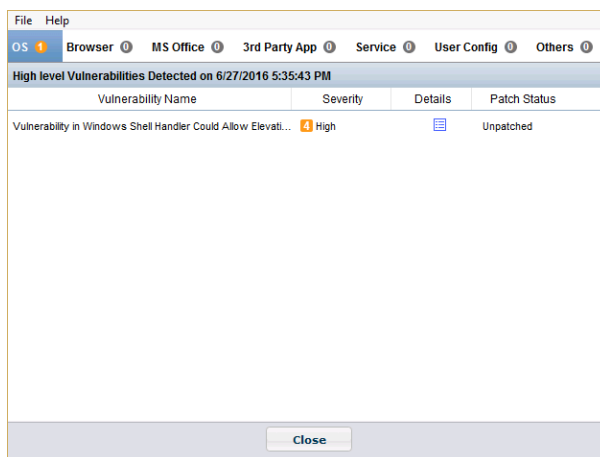 File Help
OS 1 Browser 0 MS Office 0 3rd Party App 0 Service 0 User Config 0 Others 0
High level Vulnerabilities Detected on 6/27/2016 5:35:43 PM
Vulnerability Name Severity Details Patch Status
Vulnerability in Windows Shell Handler Could Allow Elevati... 4 High Unpatched
Close